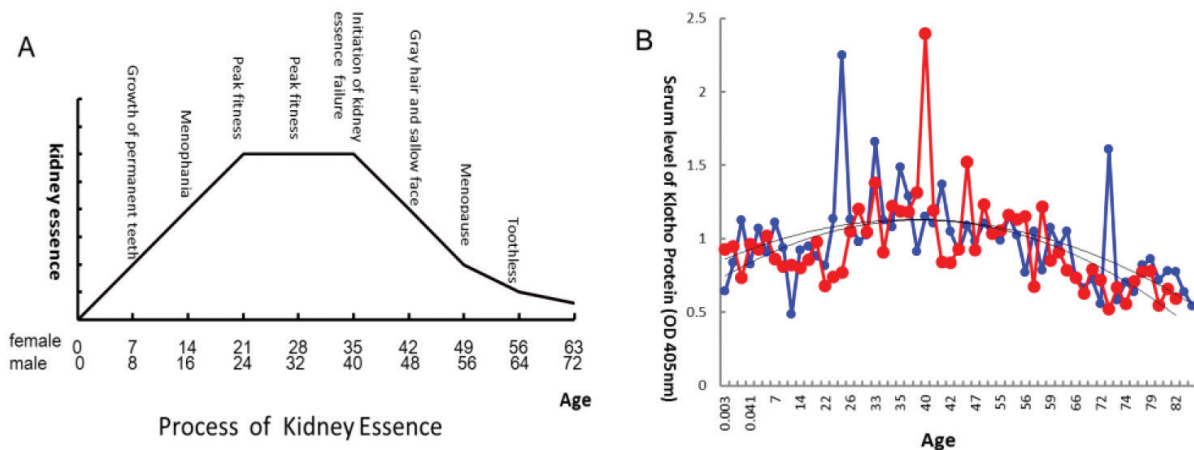 A
kidney essence
Growth of permanent teeth
Menophania
Peak fitness
Peak fitness
Initiation of kidney
essence failure
Gray hair and sallow face
Menopause
Toothless
female 0 7 14 21 28 35 42 49 56 63
male 0 8 16 24 32 40 48 56 64 72
Age
Process of Kidney Essence
B
Serum level of Klotho Protein (OD 405nm)
2.5
2
1.5
1
0.5
0
0.003 0.041 7 14 22 26 33 35 40 42 47 55 56 59 66 72 74 79 82
Age